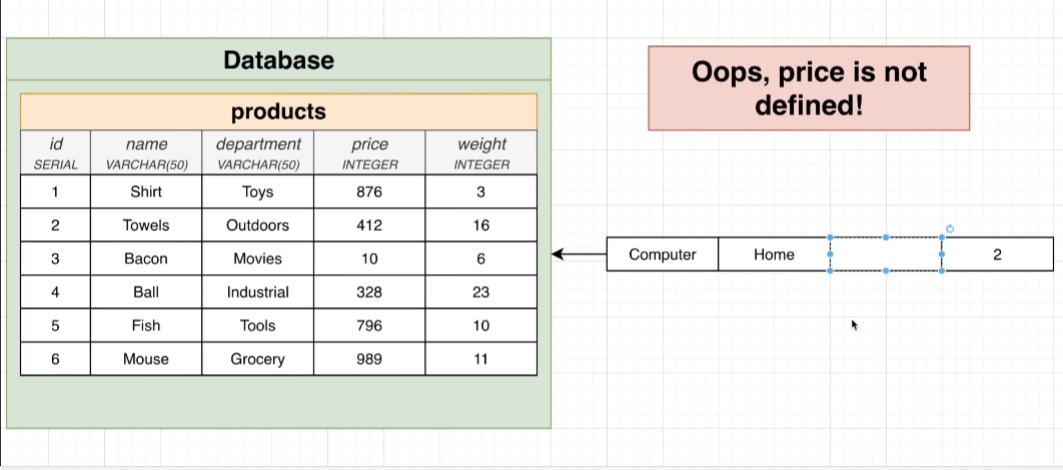 Database
products
id name department price weight
SERIAL VARCHAR(50) VARCHAR(50) INTEGER INTEGER
1 Shirt Toys 876 3
2 Towels Outdoors 412 16
3 Bacon Movies 10 6
4 Ball Industrial 328 23
5 Fish Tools 796 10
6 Mouse Grocery 989 11
Oops, price is not
defined!
Computer Home 2